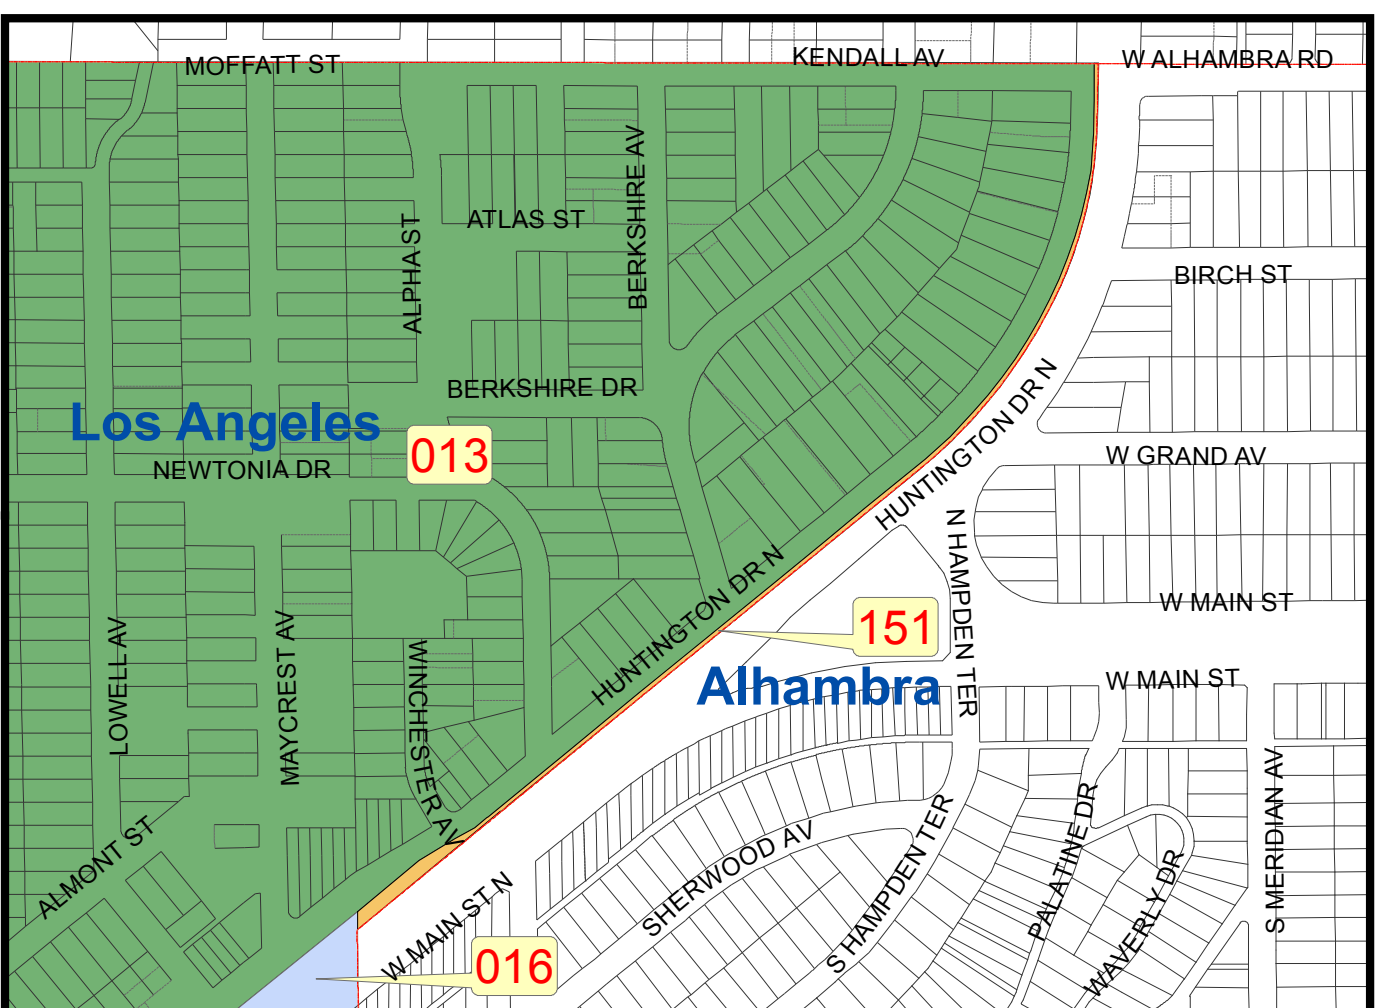 MOFFATT ST
KENDALL AV
W ALHAMBRA RD
BERKSHIRE AV
ATLAS ST
ALPHA ST
BIRCH ST
BERKSHIRE DR
HUNTINGTON DR N
Los Angeles
013
NEWTONIA DR
W GRAND AV
N HAMPDEN TER
HUNTINGTON DR N
W MAIN ST
151
LOWELL AV
MAYCREST AV
WINCHESTER AV
Alhambra
W MAIN ST
S MERIDIAN AV
PALATINE DR
ALMONT ST
SHERWOOD AV
S HAMPDEN TER
WAVERLY DR
W MAIN ST N
016